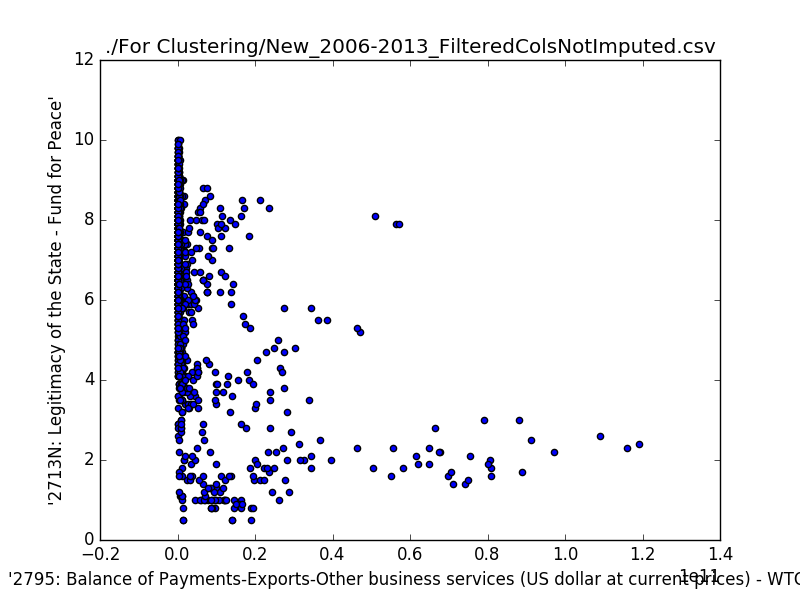 ./For Clustering/New_2006-2013_FilteredColsNotImputed.csv
12
10
8
6
4
2
0
'2713N: Legitimacy of the State - Fund for Peace'
−0.2 0.0 0.2 0.4 0.6 0.8 1.0 1.2 1.4
1e11
'2795: Balance of Payments-Exports-Other business services (US dollar at current prices) - WTO